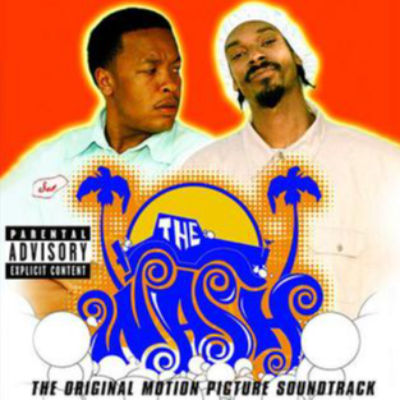 THE
WASH
PARENTAL
ADVISORY
EXPLICIT CONTENT
THE ORIGINAL MOTION PICTURE SOUNDTRACK